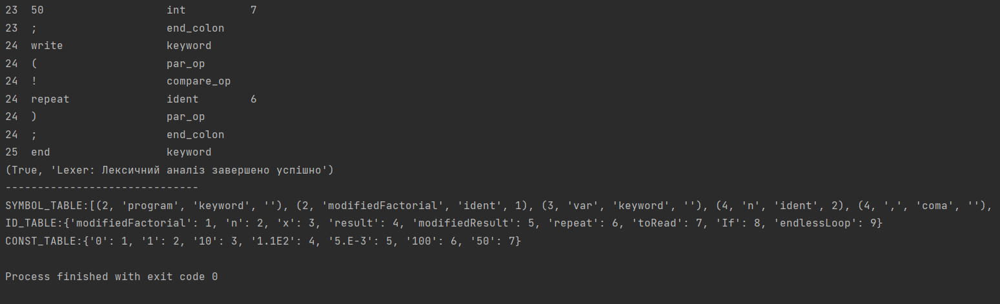 23  50                   int          7
23  ;                    end_colon
24  write                keyword
24  (                    par_op
24  !                    compare_op
24  repeat               ident        6
24  )                    par_op
24  ;                    end_colon
25  end                  keyword
(True, 'Lexer: Лексичний аналіз завершено успішно')
------------------------------
SYMBOL_TABLE:[(2, 'program', 'keyword', ''), (2, 'modifiedFactorial', 'ident', 1), (3, 'var', 'keyword', ''), (4, 'n', 'ident', 2), (4, ',', 'coma', ''),
ID_TABLE:{'modifiedFactorial': 1, 'n': 2, 'x': 3, 'result': 4, 'modifiedResult': 5, 'repeat': 6, 'toRead': 7, 'If': 8, 'endlessLoop': 9}
CONST_TABLE:{'0': 1, '1': 2, '10': 3, '1.1E2': 4, '5.E-3': 5, '100': 6, '50': 7}
Process finished with exit code 0